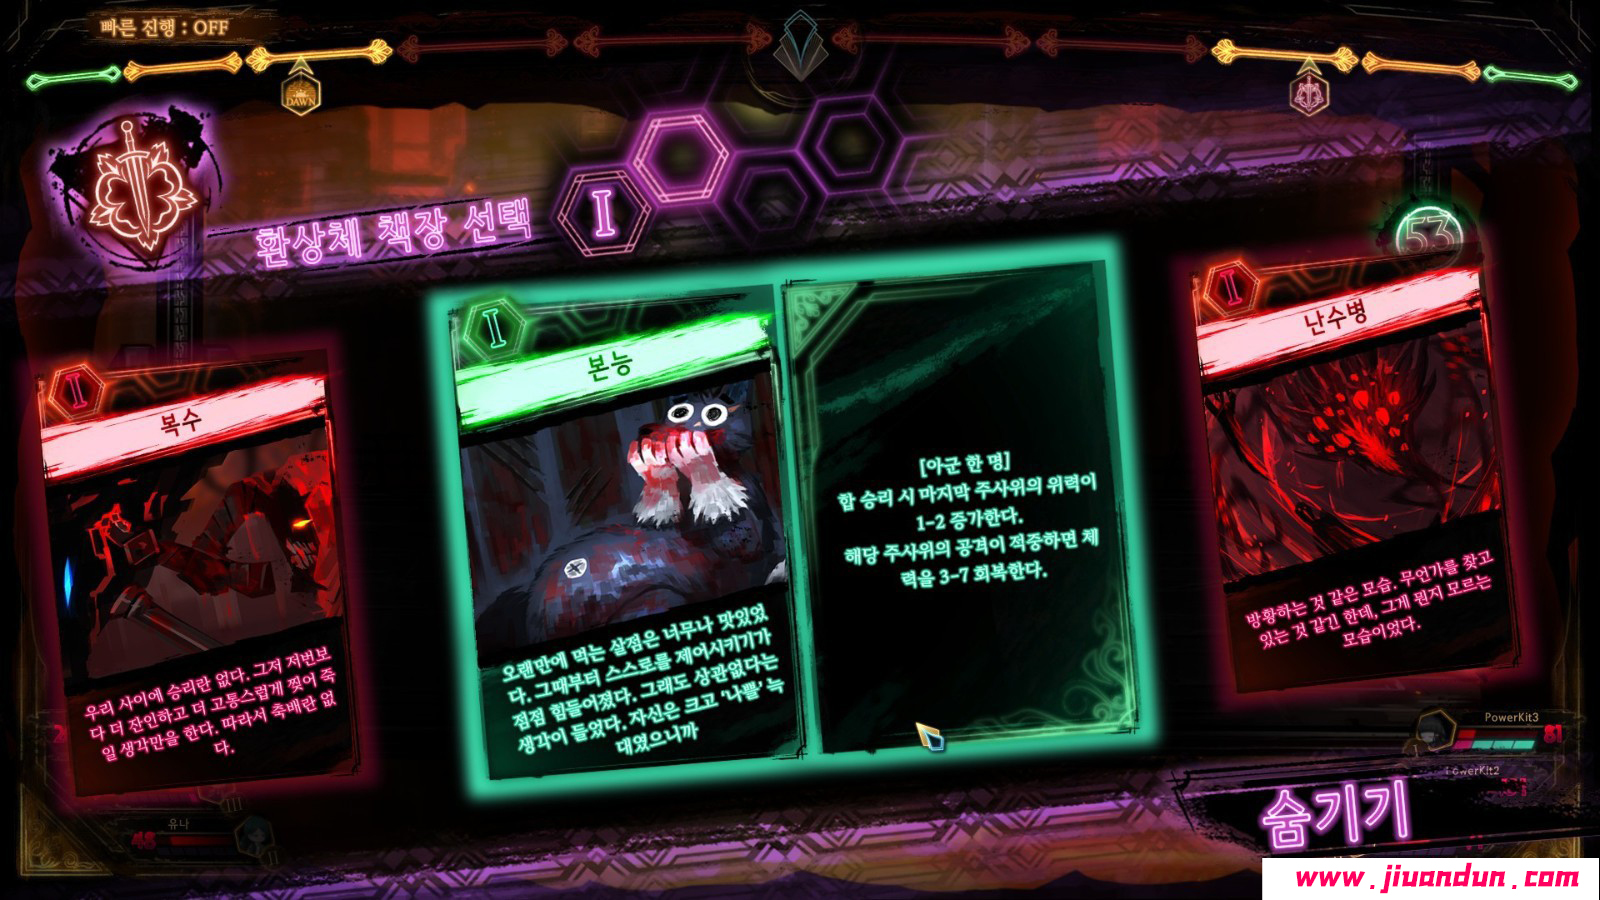 빠른 진행 : OFF
DAWN
환상체 책장 선택
I
53
I
복수
우리 사이에 승리란 없다. 그저 저번보
다 더 잔인하고 더 고통스럽게 찢어 죽
일 생각만을 한다. 따라서 축배란 없
다.
I
본능
오랜만에 먹는 살점은 너무나 맛있었
다. 그때부터 스스로를 제어시키기가
점점 힘들어졌다. 그래도 상관없다는
생각이 들었다. 자신은 크고 '나쁠' 늑
대였으니까
[아군 한 명]
합 승리 시 마지막 주사위의 위력이
1-2 증가한다.
해당 주사위의 공격이 적중하면 체
력을 3-7 회복한다.
I
난수병
방황하는 것 같은 모습. 무언가를 찾고
있는 것 같긴 한데, 그게 뭔지 모르는
모습이었다.
PowerKit3
81
PowerKit2
유나
48
숨기기
www.jiuandun.com